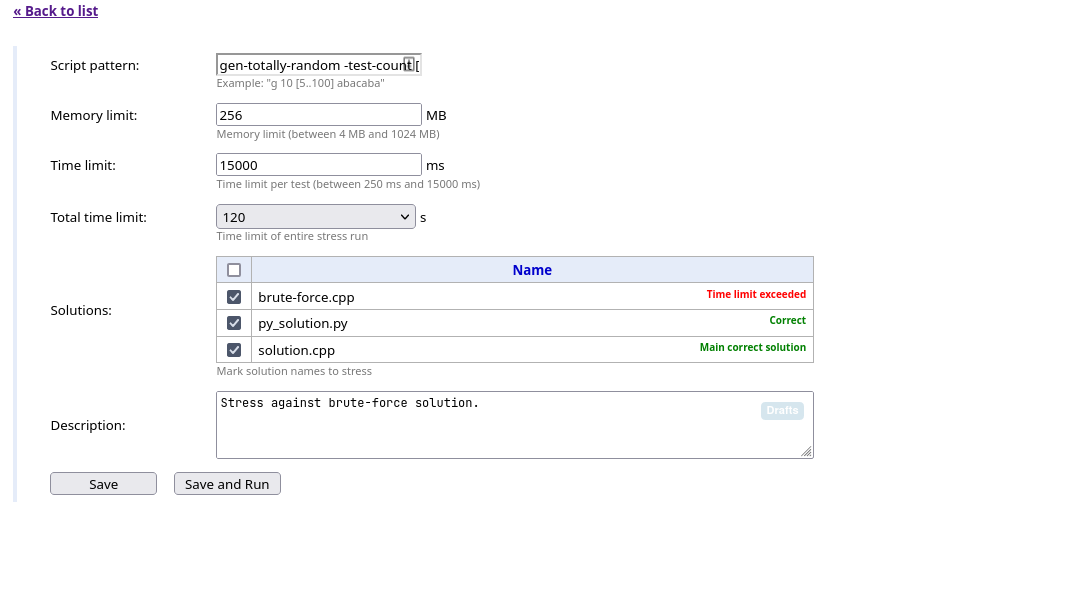 « Back to list
Script pattern:
gen-totally-random -test-count [
Example: "g 10 [5..100] abacaba"
Memory limit:
256
MB
Memory limit (between 4 MB and 1024 MB)
Time limit:
15000
ms
Time limit per test (between 250 ms and 15000 ms)
Total time limit:
120
s
Time limit of entire stress run
Solutions:
Name
brute-force.cpp
Time limit exceeded
py_solution.py
Correct
solution.cpp
Main correct solution
Mark solution names to stress
Description:
Stress against brute-force solution.
Drafts
Save
Save and Run